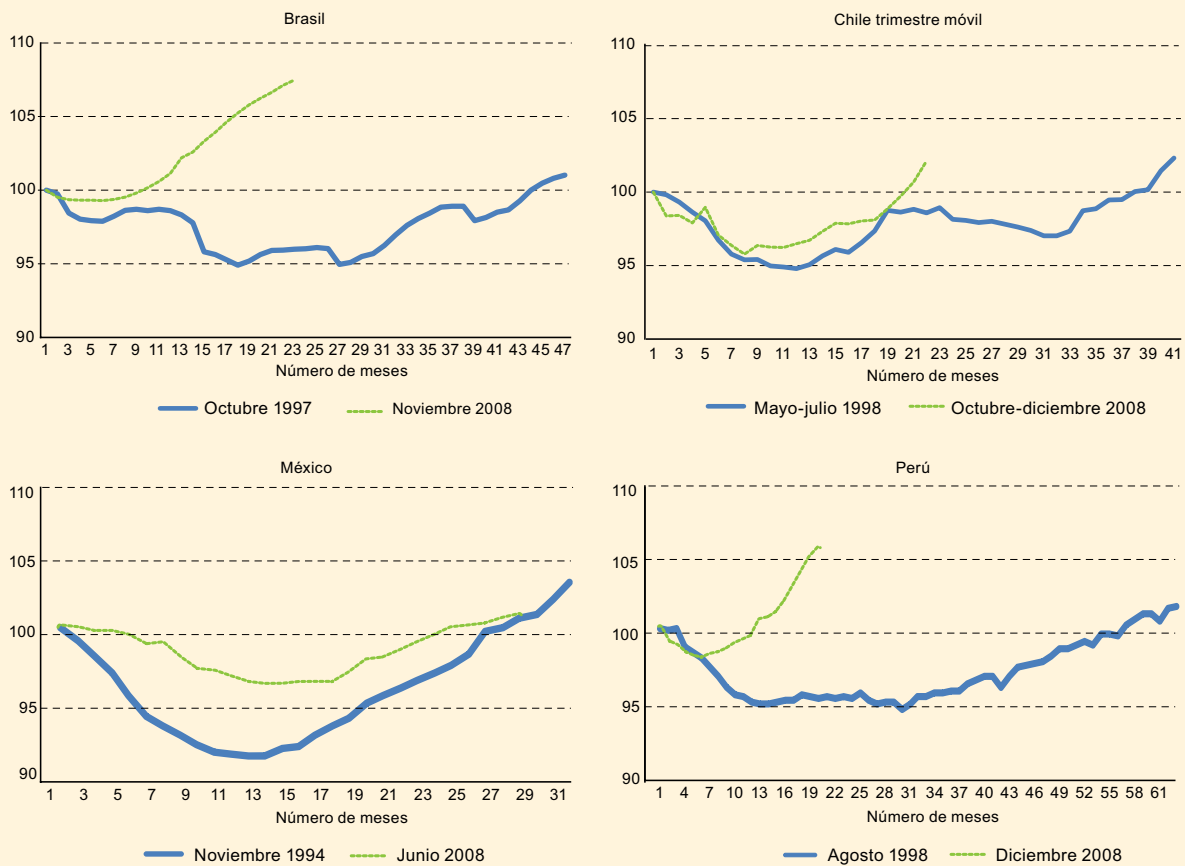 Brasil
110
105
100
95
90
1 3 5 7 9 11 13 15 17 19 21 23 25 27 29 31 33 35 37 39 41 43 45 47
Número de meses
Octubre 1997 Noviembre 2008
Chile trimestre móvil
110
105
100
95
90
1 3 5 7 9 11 13 15 17 19 21 23 25 27 29 31 33 35 37 39 41
Número de meses
Mayo-julio 1998 Octubre-diciembre 2008
México
110
105
100
95
90
1 3 5 7 9 11 13 15 17 19 21 23 25 27 29 31
Número de meses
Noviembre 1994 Junio 2008
Perú
110
105
100
95
90
1 4 7 10 13 16 19 22 25 28 31 34 37 40 43 46 49 52 55 58 61
Número de meses
Agosto 1998 Diciembre 2008